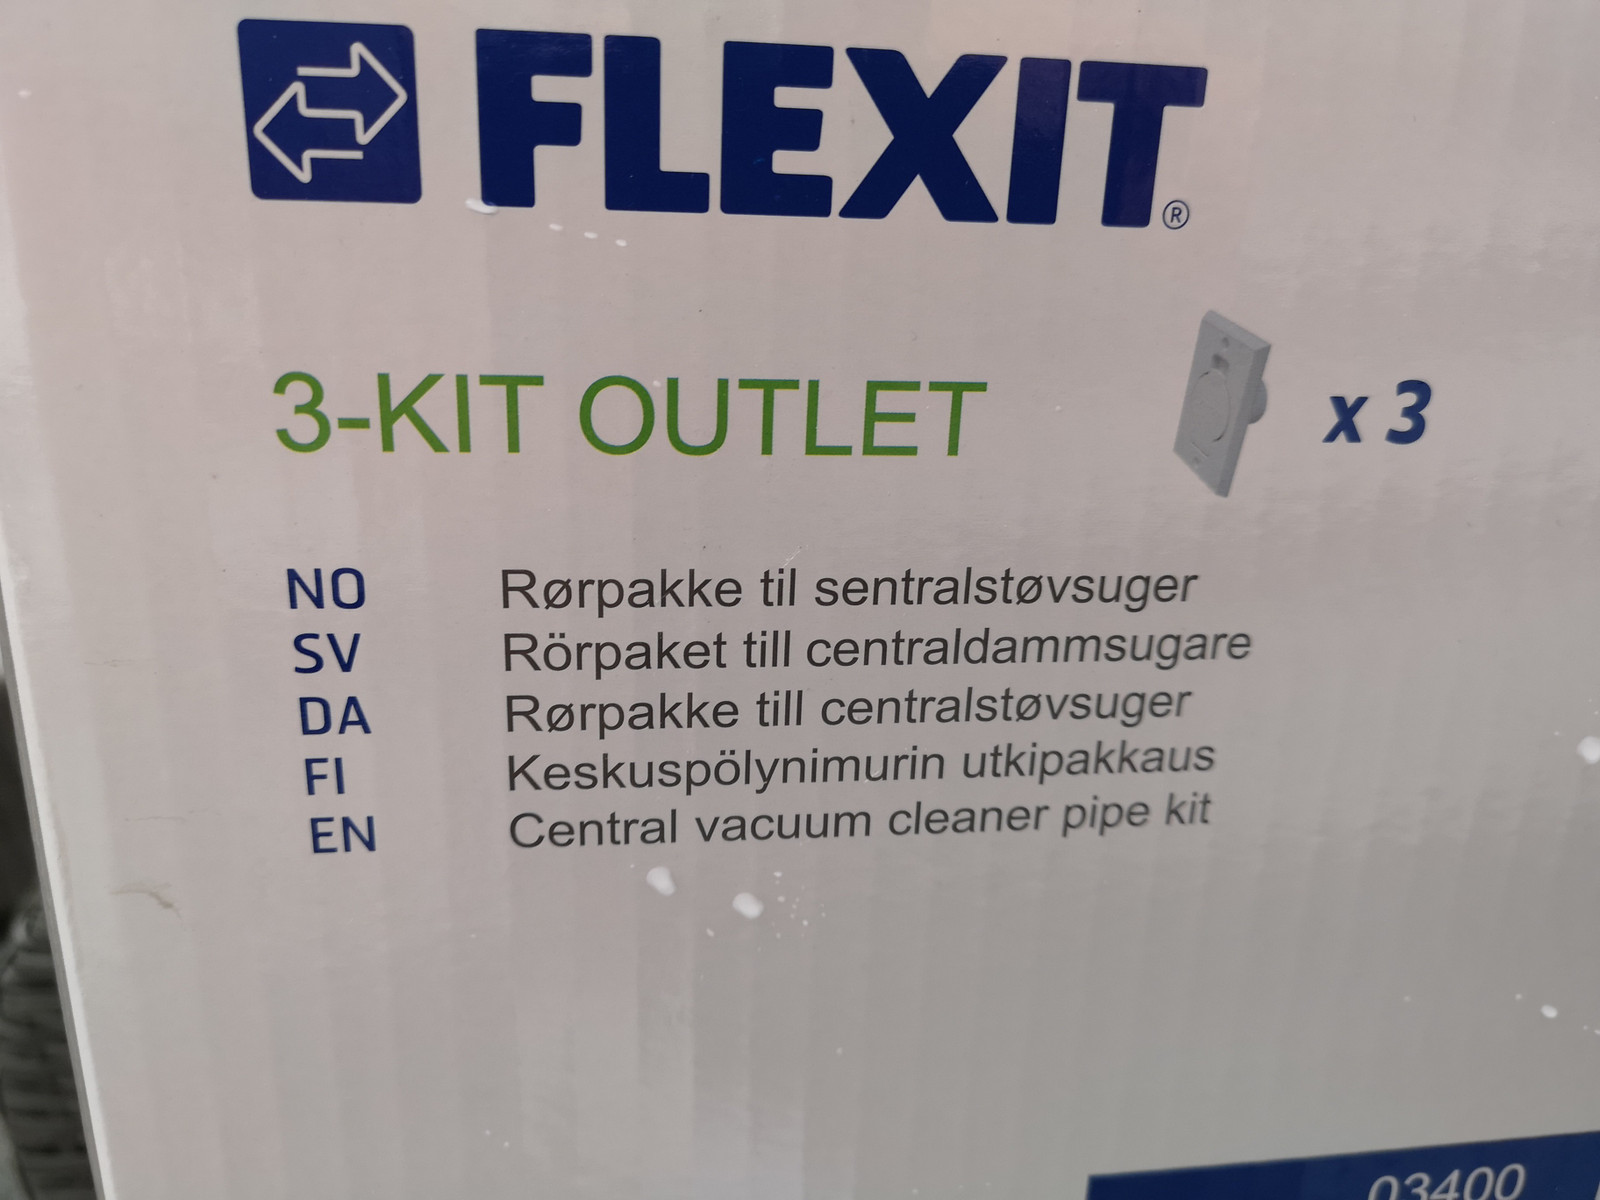 FLEXIT®
3-KIT OUTLET
x 3
NO Rørpakke til sentralstøvsuger
SV Rörpaket till centraldammsugare
DA Rørpakke till centralstøvsuger
FI Keskuspölynimurin utkipakkaus
EN Central vacuum cleaner pipe kit
03400